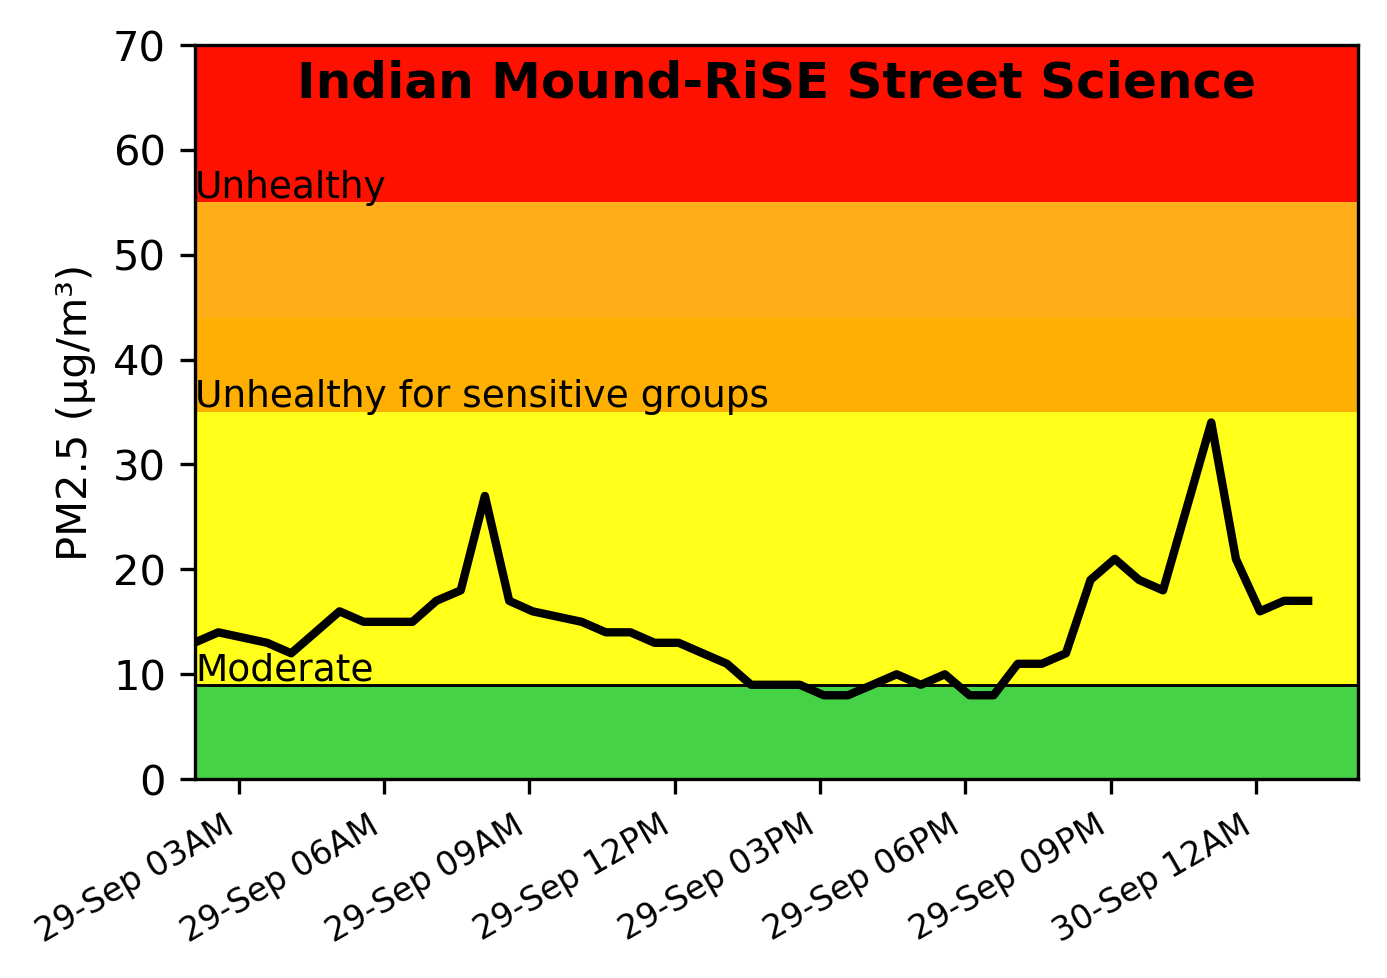 Indian Mound-RiSE Street Science
PM2.5 (µg/m³)
70
60
50
40
30
20
10
0
Unhealthy
Unhealthy for sensitive groups
Moderate
29-Sep 03AM
29-Sep 06AM
29-Sep 09AM
29-Sep 12PM
29-Sep 03PM
29-Sep 06PM
29-Sep 09PM
30-Sep 12AM